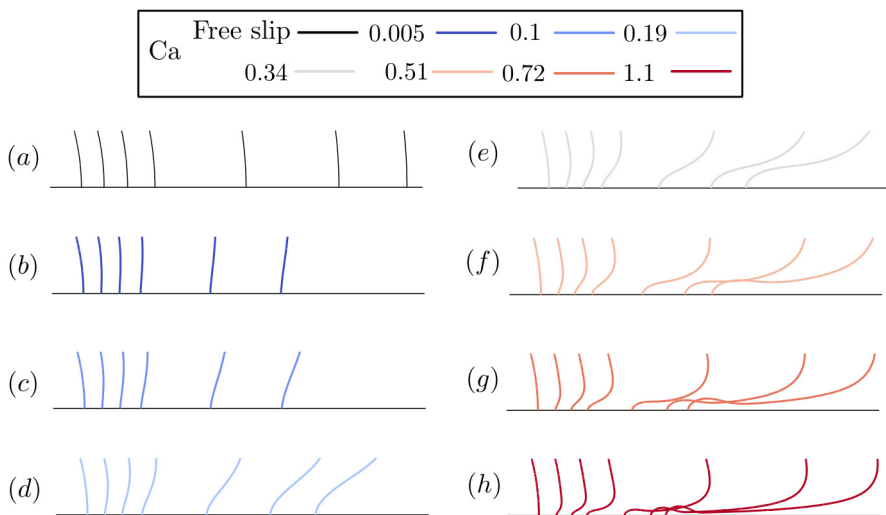 Ca Free slip 0.005 0.1 0.19
0.34 0.51 0.72 1.1
(a) (e)
(b) (f)
(c) (g)
(d) (h)